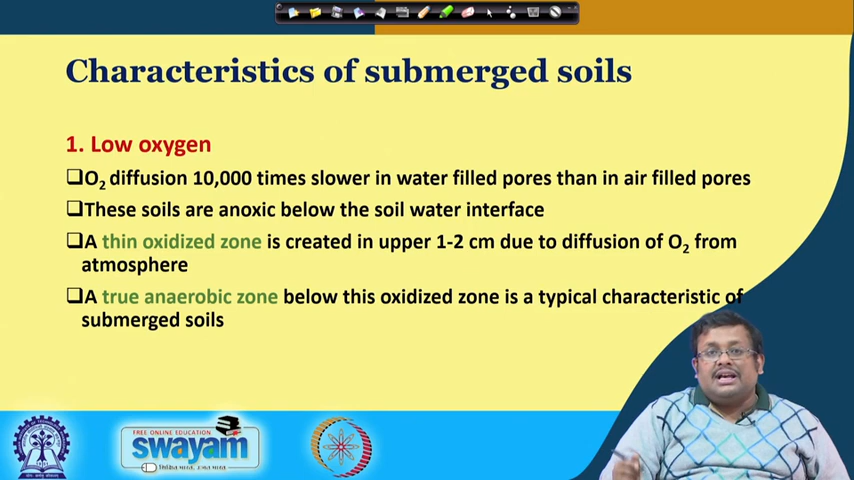 Characteristics of submerged soils
1. Low oxygen
❑O2 diffusion 10,000 times slower in water filled pores than in air filled pores
❑These soils are anoxic below the soil water interface
❑A thin oxidized zone is created in upper 1-2 cm due to diffusion of O2 from
atmosphere
❑A true anaerobic zone below this oxidized zone is a typical characteristic of
submerged soils
FREE ONLINE EDUCATION
swayam